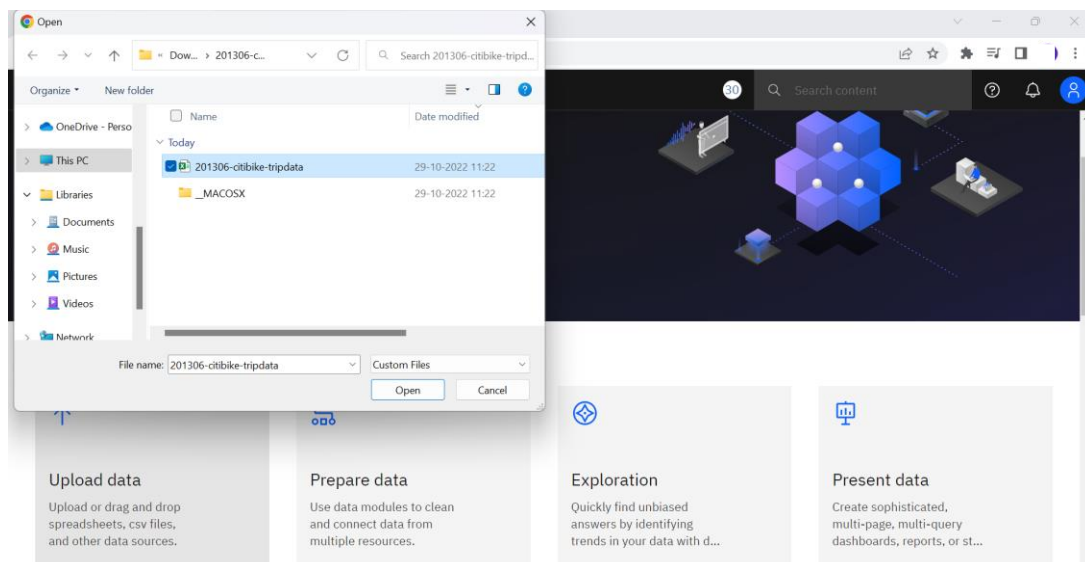 Open
« Dow... › 201306-c...
Search 201306-citibike-tripd...
Organize
New folder
Name
Date modified
OneDrive - Perso
This PC
Libraries
Documents
Music
Pictures
Videos
Network
Today
201306-citibike-tripdata
29-10-2022 11:22
__MACOSX
29-10-2022 11:22
File name:
201306-citibike-tripdata
Custom Files
Open
Cancel
30
Search content
Upload data
Upload or drag and drop
spreadsheets, csv files,
and other data sources.
Prepare data
Use data modules to clean
and connect data from
multiple resources.
Exploration
Quickly find unbiased
answers by identifying
trends in your data with d...
Present data
Create sophisticated,
multi-page, multi-query
dashboards, reports, or st...